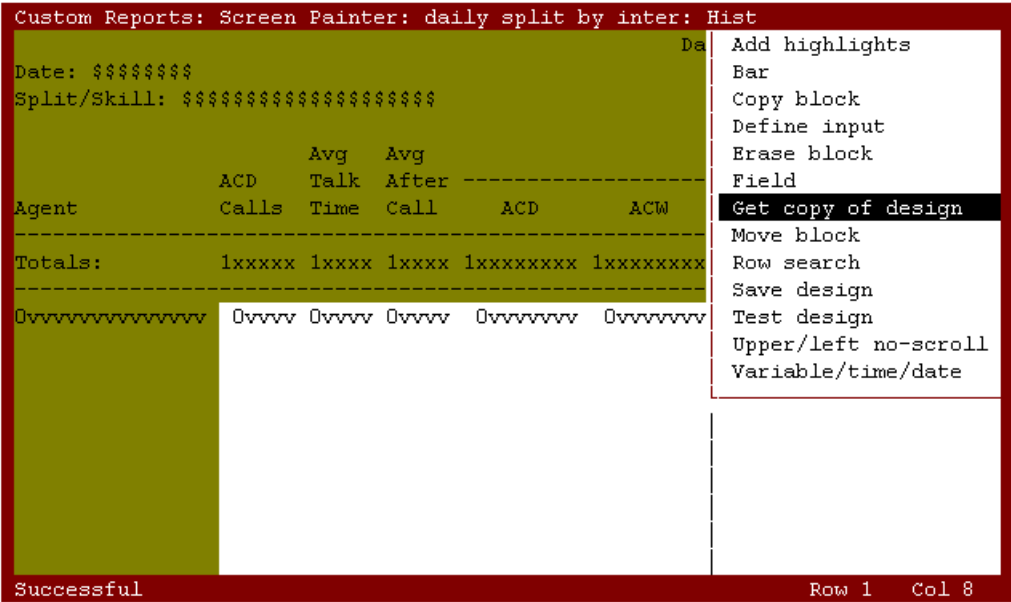 Custom Reports: Screen Painter: daily split by inter: Hist
Da
Date: $$$$$$$$
Split/Skill: $$$$$$$$$$$$$$$$$$$$
Avg Avg
ACD Talk After -------------------
Agent Calls Time Call ACD ACW
------------------------------------------------------
Totals: 1xxxxx 1xxxx 1xxxx 1xxxxxxxx 1xxxxxxxx
------------------------------------------------------
0vvvvvvvvvvvvvv 0vvvv 0vvvv 0vvvv 0vvvvvvv 0vvvvvvv
Add highlights
Bar
Copy block
Define input
Erase block
Field
Get copy of design
Move block
Row search
Save design
Test design
Upper/left no-scroll
Variable/time/date
Successful Row 1 Col 8